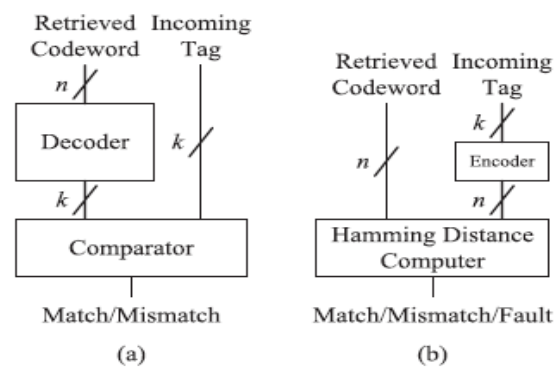 Retrieved
Codeword
Incoming
Tag
n
Decoder
k
k
Comparator
Match/Mismatch
(a)
Retrieved
Codeword
Incoming
Tag
k
n
Encoder
n
Hamming Distance
Computer
Match/Mismatch/Fault
(b)